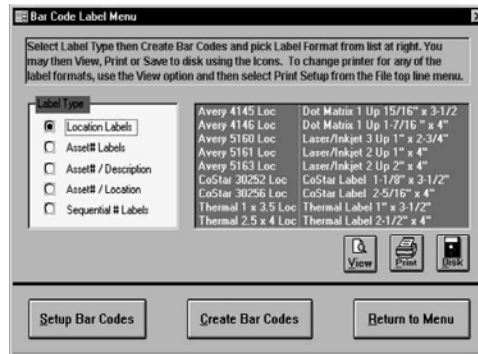 Bar Code Label Menu
Select Label Type then Create Bar Codes and pick Label Format from list at right. You
may then View, Print or Save to disk using the Icons. To change printer for any of the
label formats, use the View option and then select Print Setup from the File top line menu.
Label Type
Location Labels
Asset# Labels
Asset# / Description
Asset# / Location
Sequential # Labels
Avery 4145 Loc Dot Matrix 1 Up 15/16" x 3-1/2
Avery 4146 Loc Dot Matrix 1 Up 1-7/16 " x 4"
Avery 5160 Loc Laser/Inkjet 3 Up 1" x 2-3/4"
Avery 5161 Loc Laser/Inkjet 2 Up 1" x 4"
Avery 5163 Loc Laser/Inkjet 2 Up 2" x 4"
CoStar 30252 Loc CoStar Label 1-1/8" x 3-1/2"
CoStar 30256 Loc CoStar Label 2-5/16" x 4"
Thermal 1 x 3.5 Loc Thermal Label 1" x 3-1/2"
Thermal 2.5 x 4 Loc Thermal Label 2-1/2" x 4"
View Print Disk
Setup Bar Codes Create Bar Codes Return to Menu